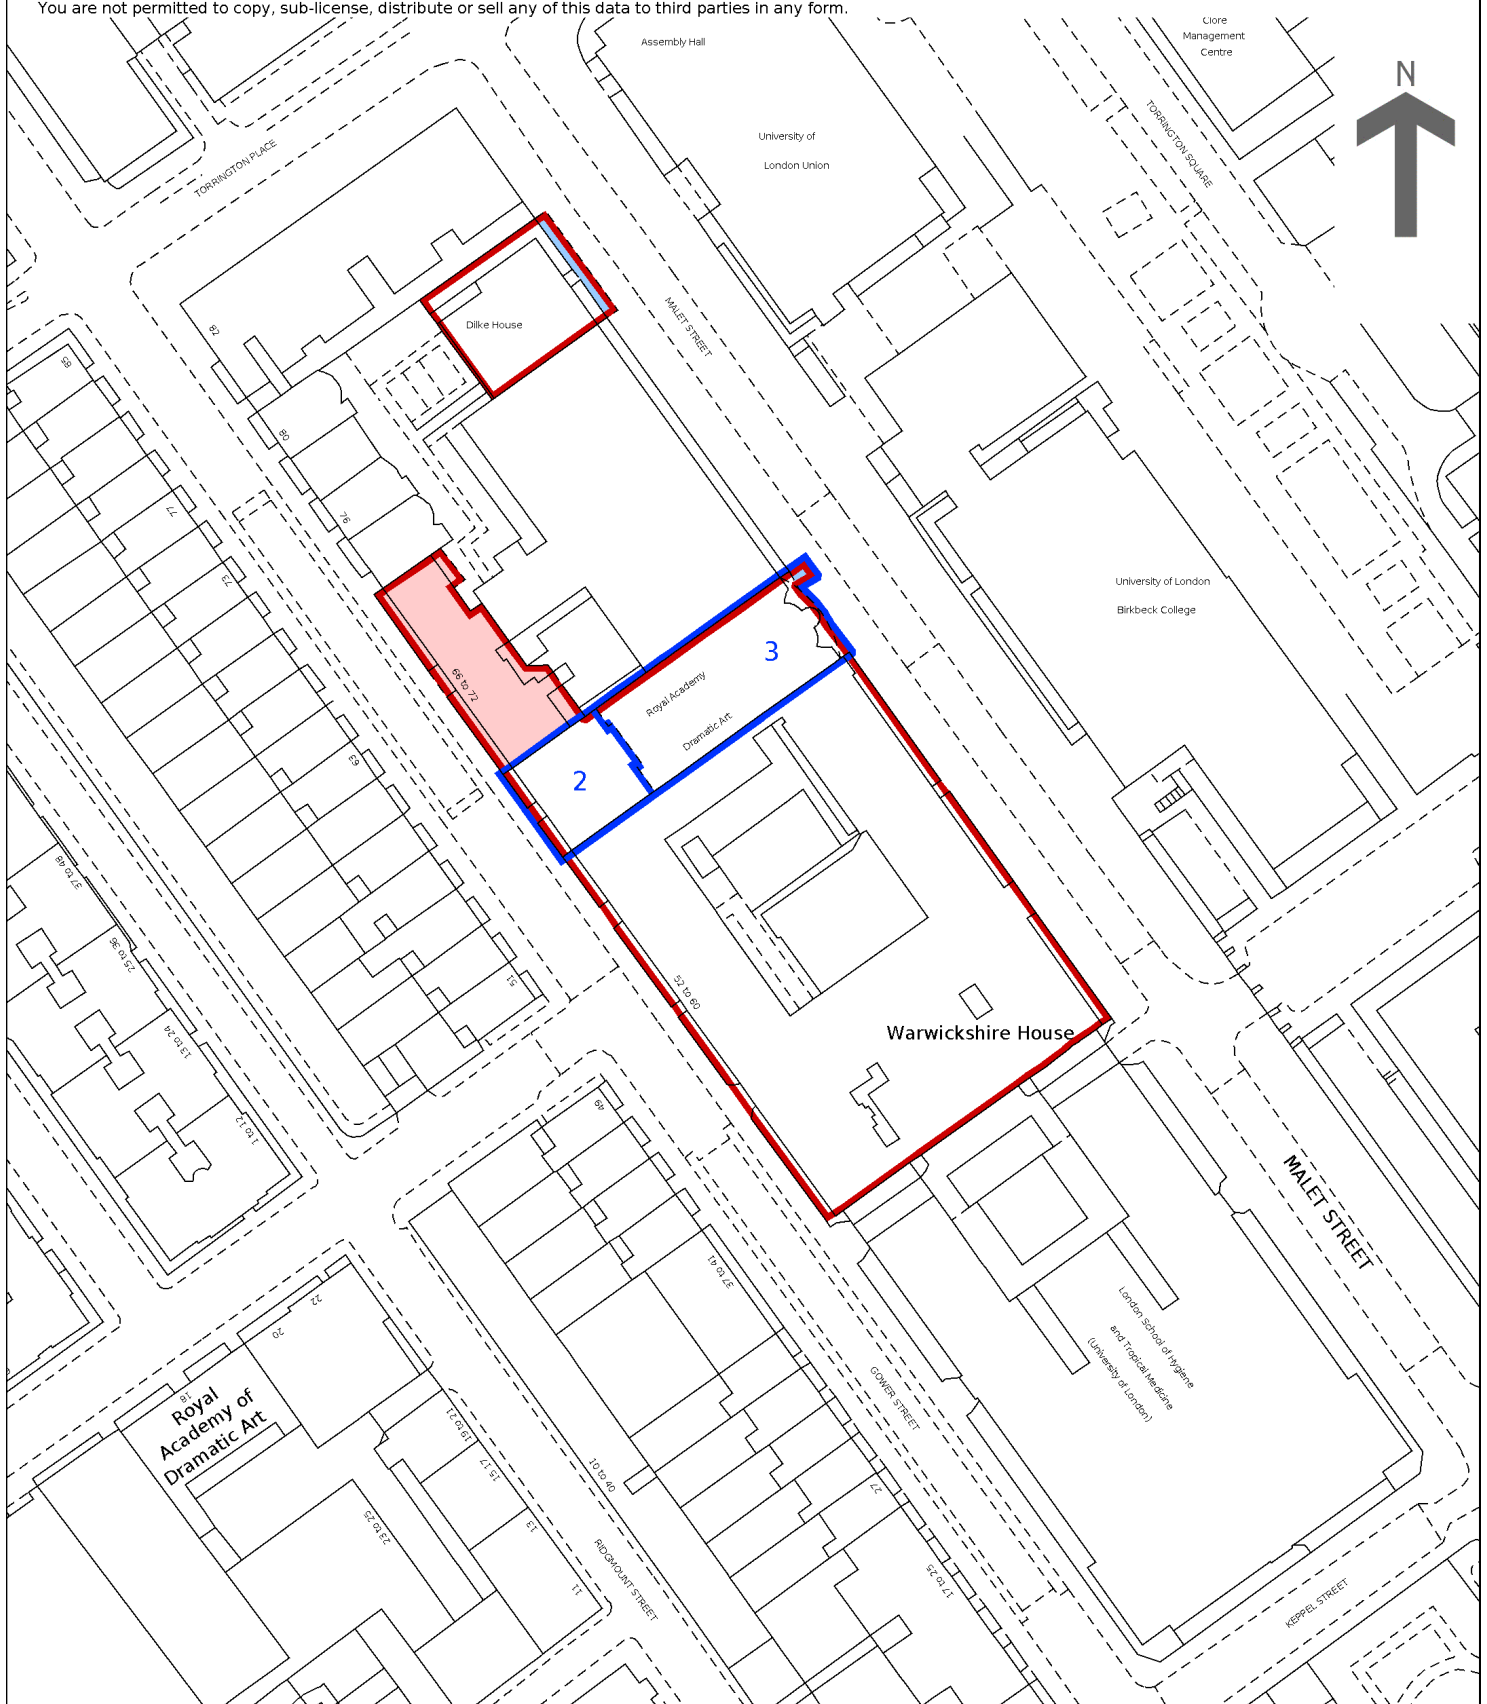 You are not permitted to copy, sub-license, distribute or sell any of this data to third parties in any form.
Clore
Management
Centre
Assembly Hall
N
University of
London Union
TORRINGTON SQUARE
TORRINGTON PLACE
MALET STREET
Dilke House
82
85
80
76
77
73
University of London
Birkbeck College
3
66 to 72
Royal Academy
Dramatic Art
2
63
37 to 48
25 to 36
51
52 to 60
Warwickshire House
13 to 24
1 to 12
49
MALET STREET
37 to 41
22
20
18
Royal
Academy of
Dramatic Art
London School of Hygiene
and Tropical Medicine
(University of London)
GOWER STREET
19 to 21
15 17
10 to 40
27
23 to 25
13
11
RIDGMOUNT STREET
17 to 25
KEPPEL STREET